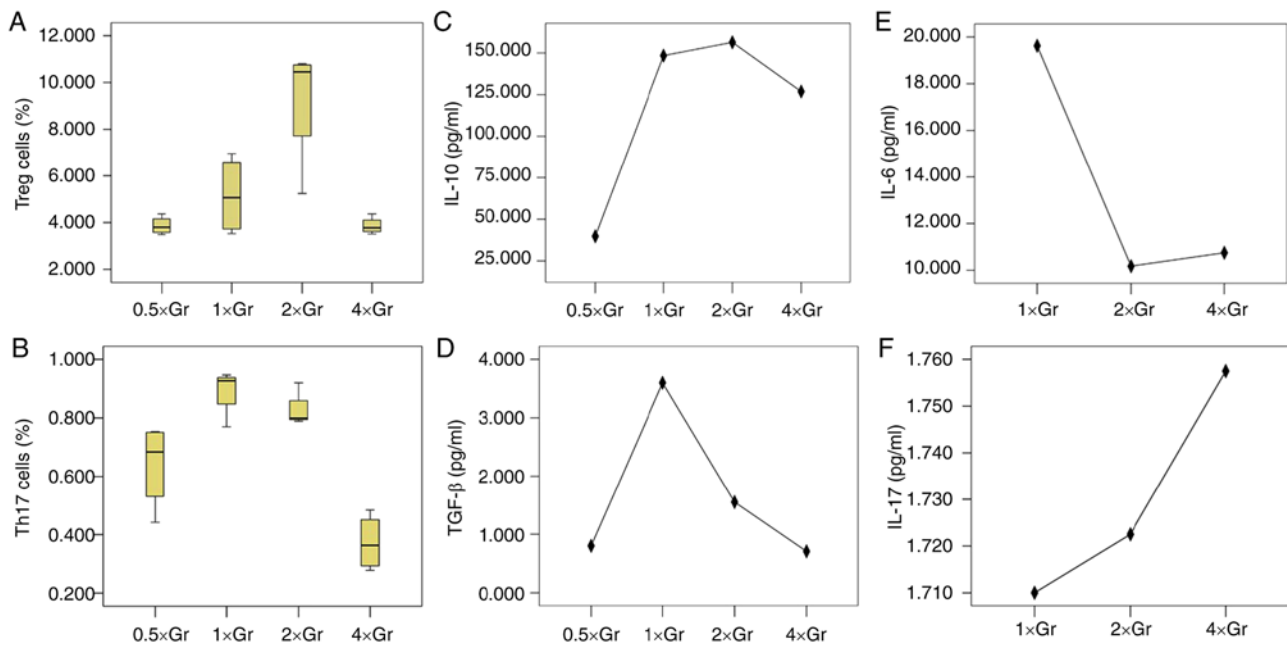 A
Treg cells (%)
12.000
10.000
8.000
6.000
4.000
2.000
0.5×Gr 1×Gr 2×Gr 4×Gr
B
Th17 cells (%)
1.000
0.800
0.600
0.400
0.200
0.5×Gr 1×Gr 2×Gr 4×Gr
C
IL-10 (pg/ml)
150.000
125.000
100.000
75.000
50.000
25.000
0.5×Gr 1×Gr 2×Gr 4×Gr
D
TGF-β (pg/ml)
4.000
3.000
2.000
1.000
0.000
0.5×Gr 1×Gr 2×Gr 4×Gr
E
IL-6 (pg/ml)
20.000
18.000
16.000
14.000
12.000
10.000
1×Gr 2×Gr 4×Gr
F
IL-17 (pg/ml)
1.760
1.750
1.740
1.730
1.720
1.710
1×Gr 2×Gr 4×Gr